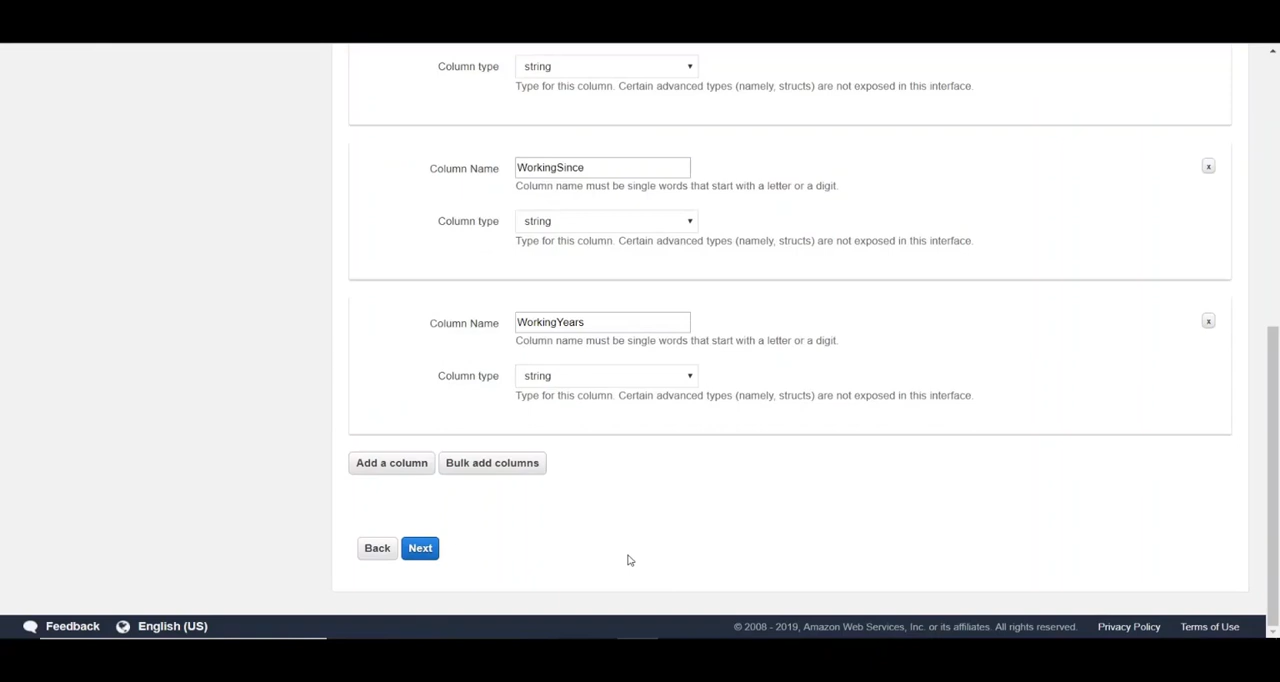 Column type string
Type for this column. Certain advanced types (namely, structs) are not exposed in this interface.
Column Name WorkingSince x
Column name must be single words that start with a letter or a digit.
Column type string
Type for this column. Certain advanced types (namely, structs) are not exposed in this interface.
Column Name WorkingYears x
Column name must be single words that start with a letter or a digit.
Column type string
Type for this column. Certain advanced types (namely, structs) are not exposed in this interface.
Add a column Bulk add columns
Back Next
Feedback English (US) © 2008 - 2019, Amazon Web Services, Inc. or its affiliates. All rights reserved. Privacy Policy Terms of Use